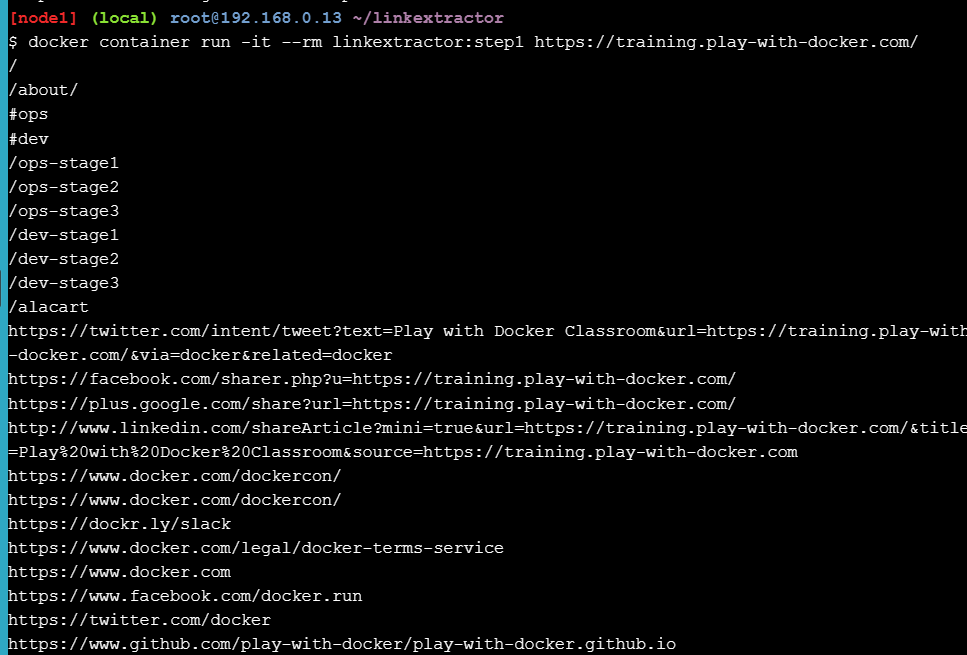 [node1] (local) root@192.168.0.13 ~/linkextractor
$ docker container run -it --rm linkextractor:step1 https://training.play-with-docker.com/
/
/about/
#ops
#dev
/ops-stage1
/ops-stage2
/ops-stage3
/dev-stage1
/dev-stage2
/dev-stage3
/alacart
https://twitter.com/intent/tweet?text=Play with Docker Classroom&url=https://training.play-with
-docker.com/&via=docker&related=docker
https://facebook.com/sharer.php?u=https://training.play-with-docker.com/
https://plus.google.com/share?url=https://training.play-with-docker.com/
http://www.linkedin.com/shareArticle?mini=true&url=https://training.play-with-docker.com/&title
=Play%20with%20Docker%20Classroom&source=https://training.play-with-docker.com
https://www.docker.com/dockercon/
https://www.docker.com/dockercon/
https://dockr.ly/slack
https://www.docker.com/legal/docker-terms-service
https://www.docker.com
https://www.facebook.com/docker.run
https://twitter.com/docker
https://www.github.com/play-with-docker/play-with-docker.github.io